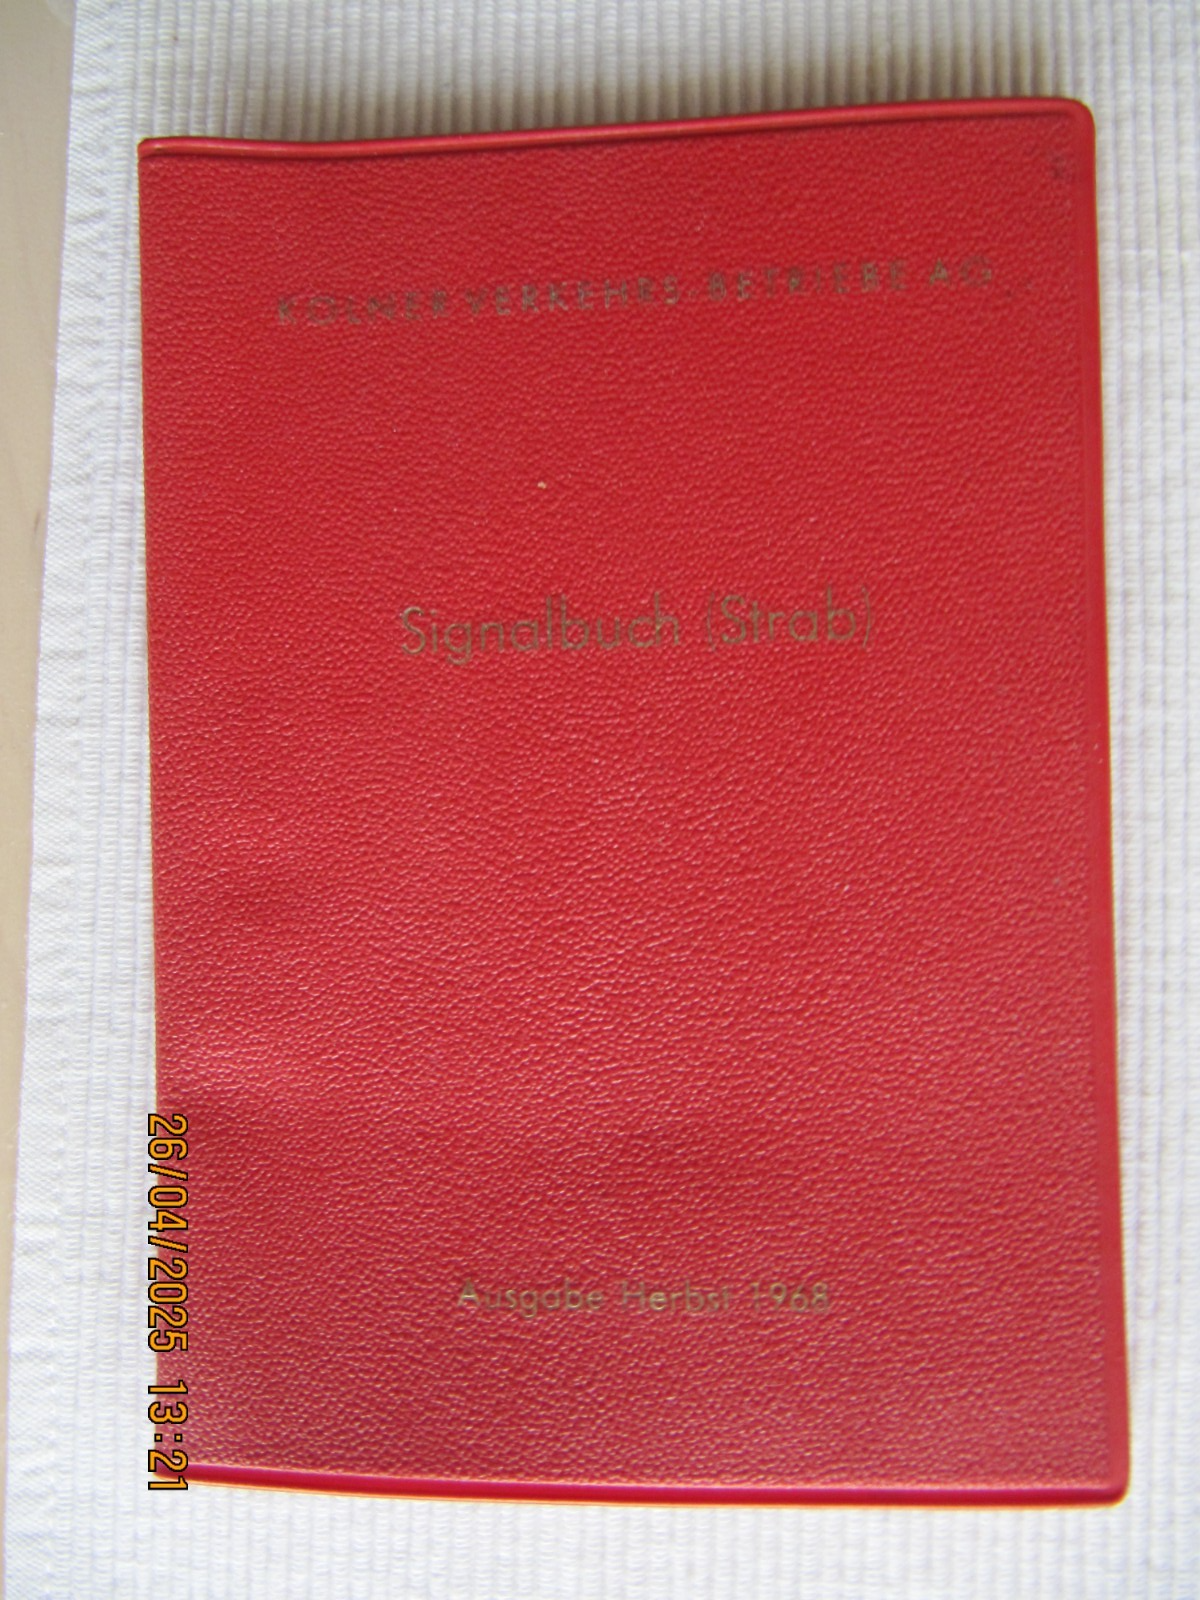 KÖLNER VERKEHRS-BETRIEBE AG
Signalbuch (Strab)
Ausgabe Herbst 1968
26/04/2025 13:21